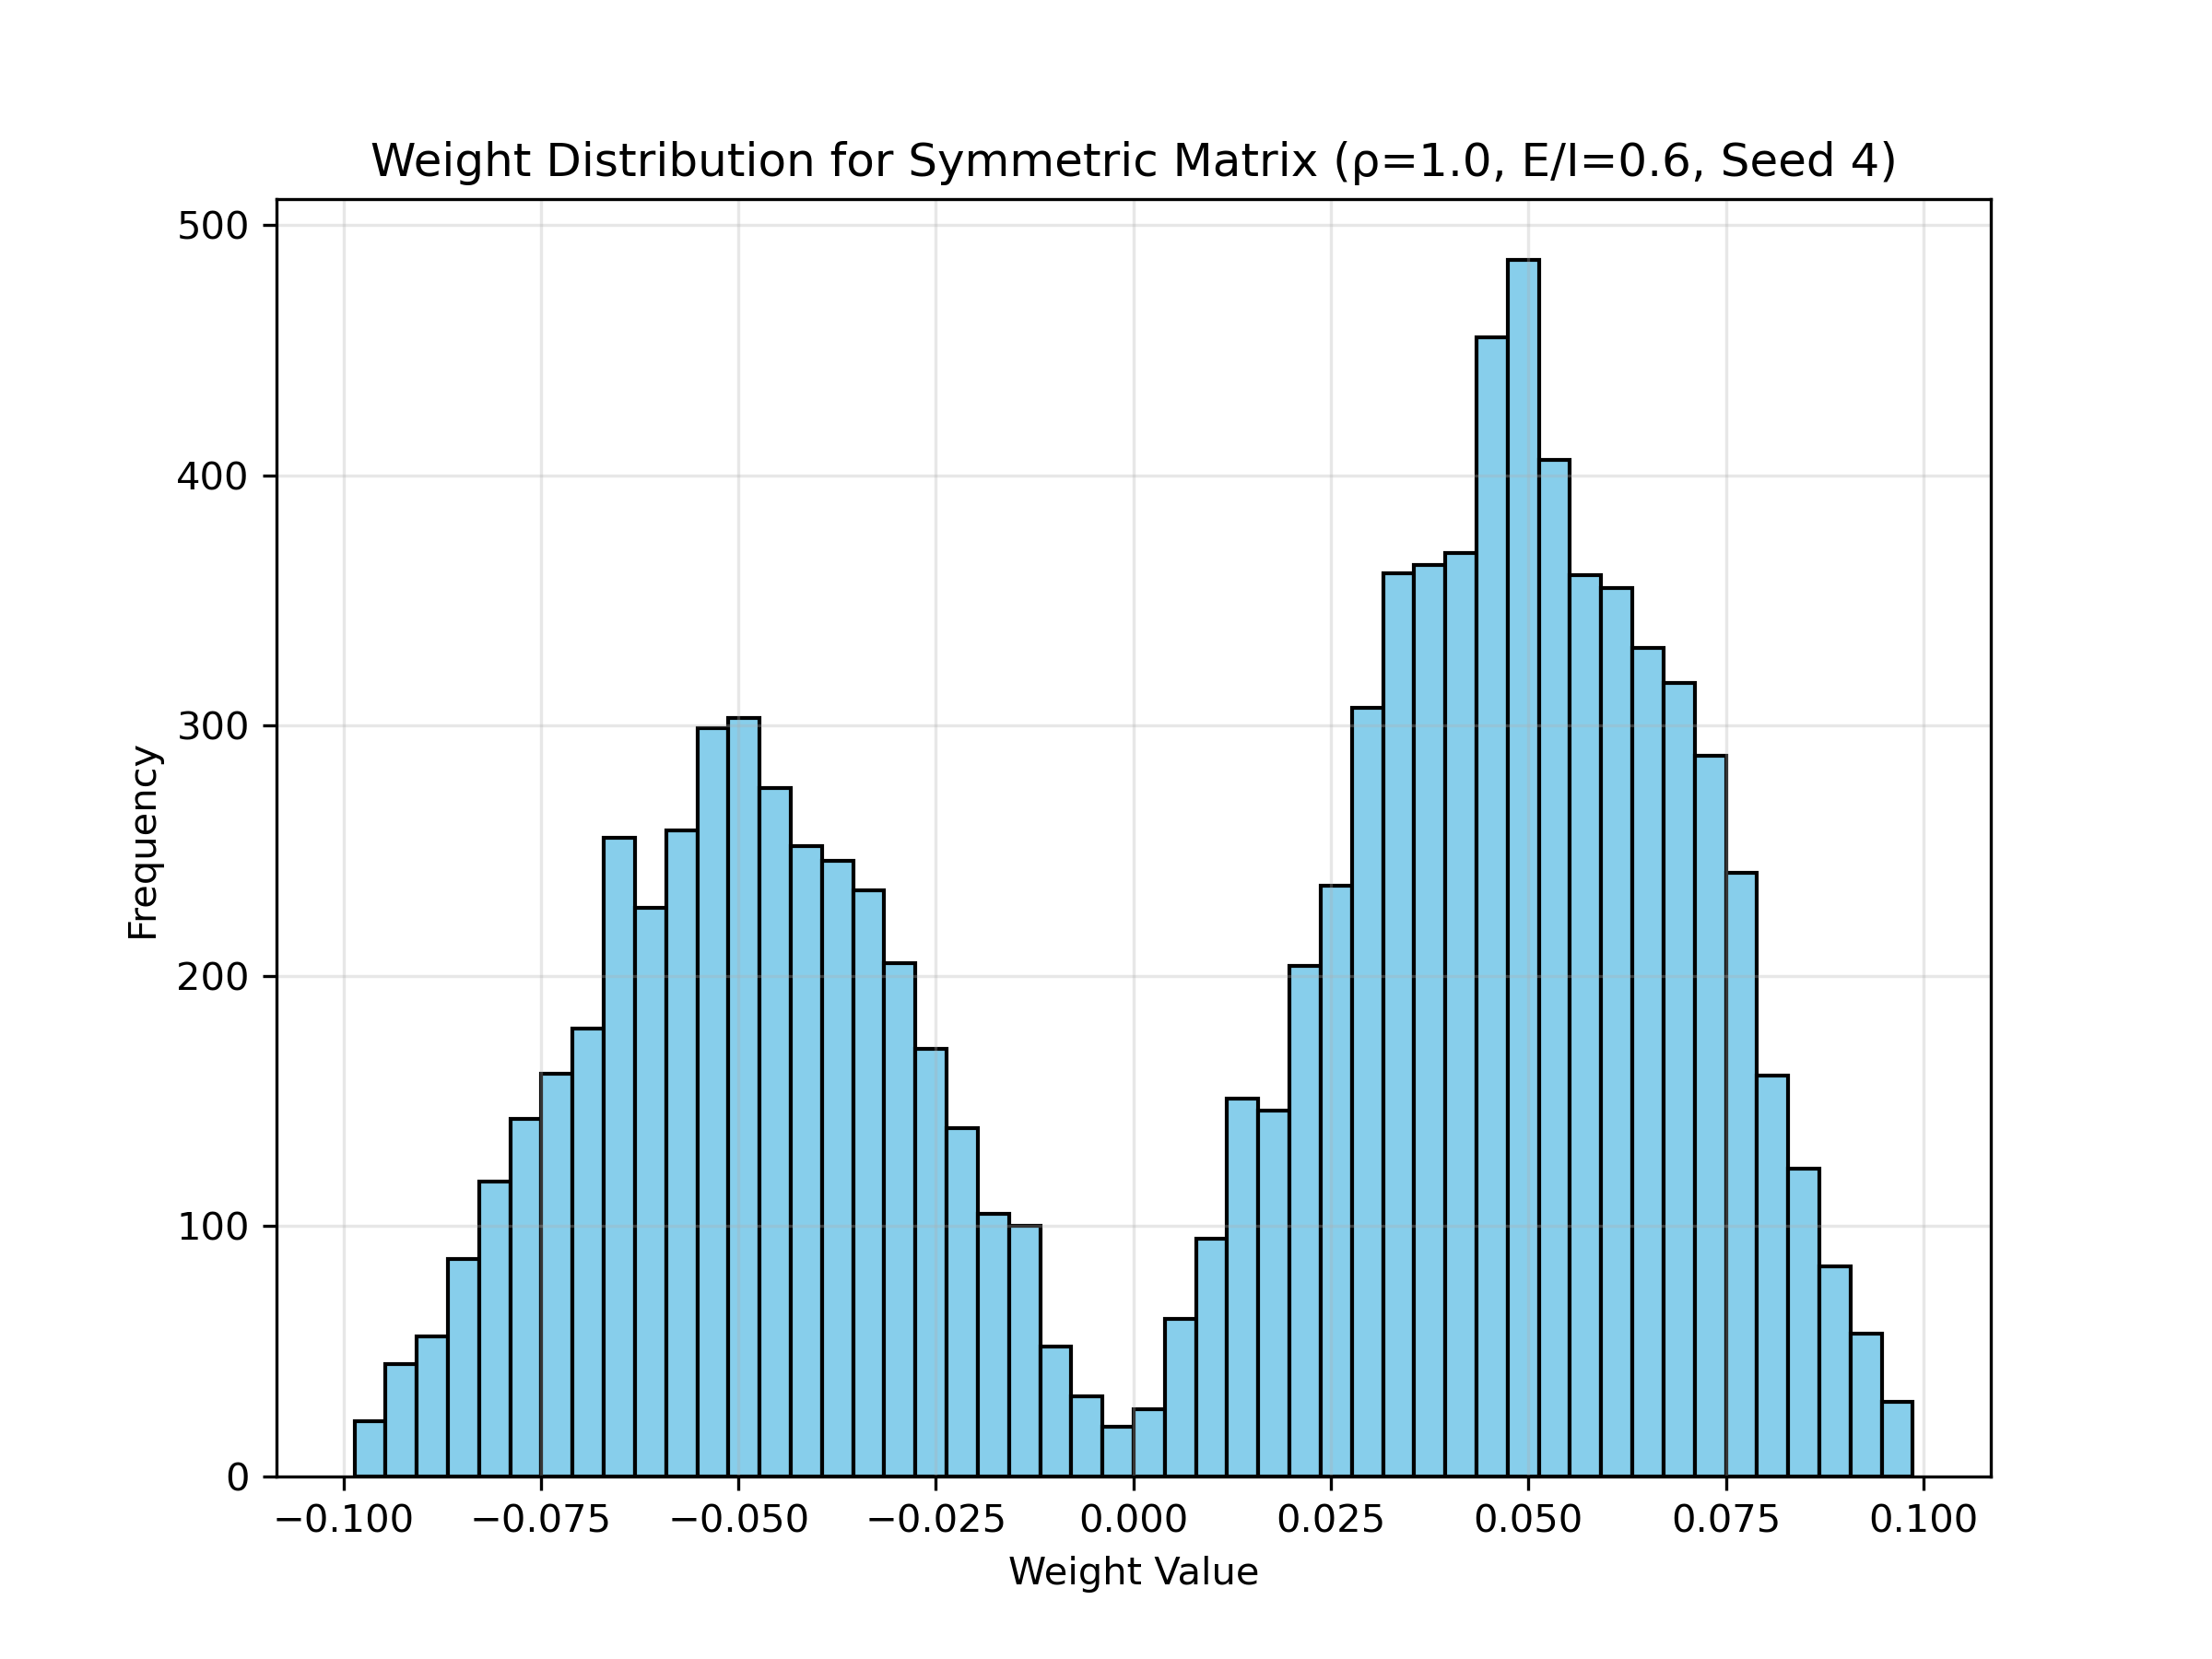 Weight Distribution for Symmetric Matrix (ρ=1.0, E/I=0.6, Seed 4)
500
400
300
200
100
0
Frequency
−0.100 −0.075 −0.050 −0.025 0.000 0.025 0.050 0.075 0.100
Weight Value